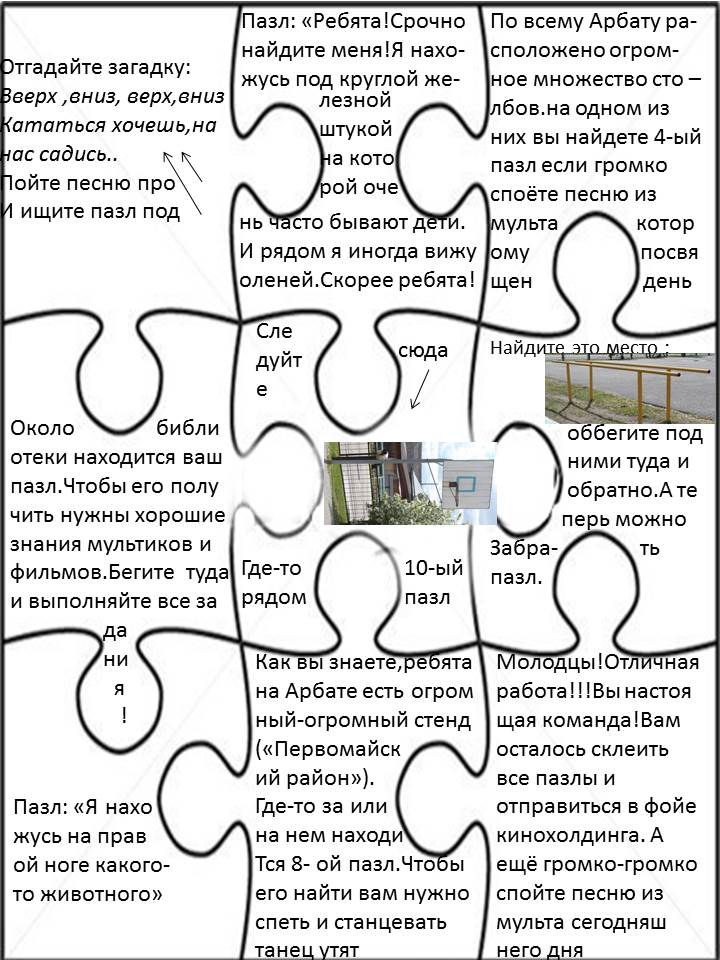 Отгадайте загадку:
Вверх ,вниз, верх,вниз
Кататься хочешь,на
нас садись..
Пойте песню про
И ищите пазл под
Пазл: «Ребята!Срочно
найдите меня!Я нахо-
жусь под круглой же-
лезной
штукой
на кото
рой оче
нь часто бывают дети.
И рядом я иногда вижу
оленей.Скорее ребята!
По всему Арбату ра-
сположено огром-
ное множество сто –
лбов.на одном из
них вы найдете 4-ый
пазл если громко
споёте песню из
мульта котор
ому посвя
щен день
Около библи
отеки находится ваш
пазл.Чтобы его полу
чить нужны хорошие
знания мультиков и
фильмов.Бегите туда
и выполняйте все за
да
ни
я
!
Сле
дуйт
е
сюда
Где-то 10-ый
рядом пазл
Найдите это место :
оббегите под
ними туда и
обратно.А те
перь можно
Забра- ть
пазл.
Пазл: «Я нахо
жусь на прав
ой ноге какого-
то животного»
Как вы знаете,ребята
на Арбате есть огром
ный-огромный стенд
(«Первомайск
ий район»).
Где-то за или
на нем находи
Тся 8- ой пазл.Чтобы
его найти вам нужно
спеть и станцевать
танец утят
Молодцы!Отличная
работа!!!Вы настоя
щая команда!Вам
осталось склеить
все пазлы и
отправиться в фойе
кинохолдинга. А
ещё громко-громко
спойте песню из
мульта сегодняш
него дня